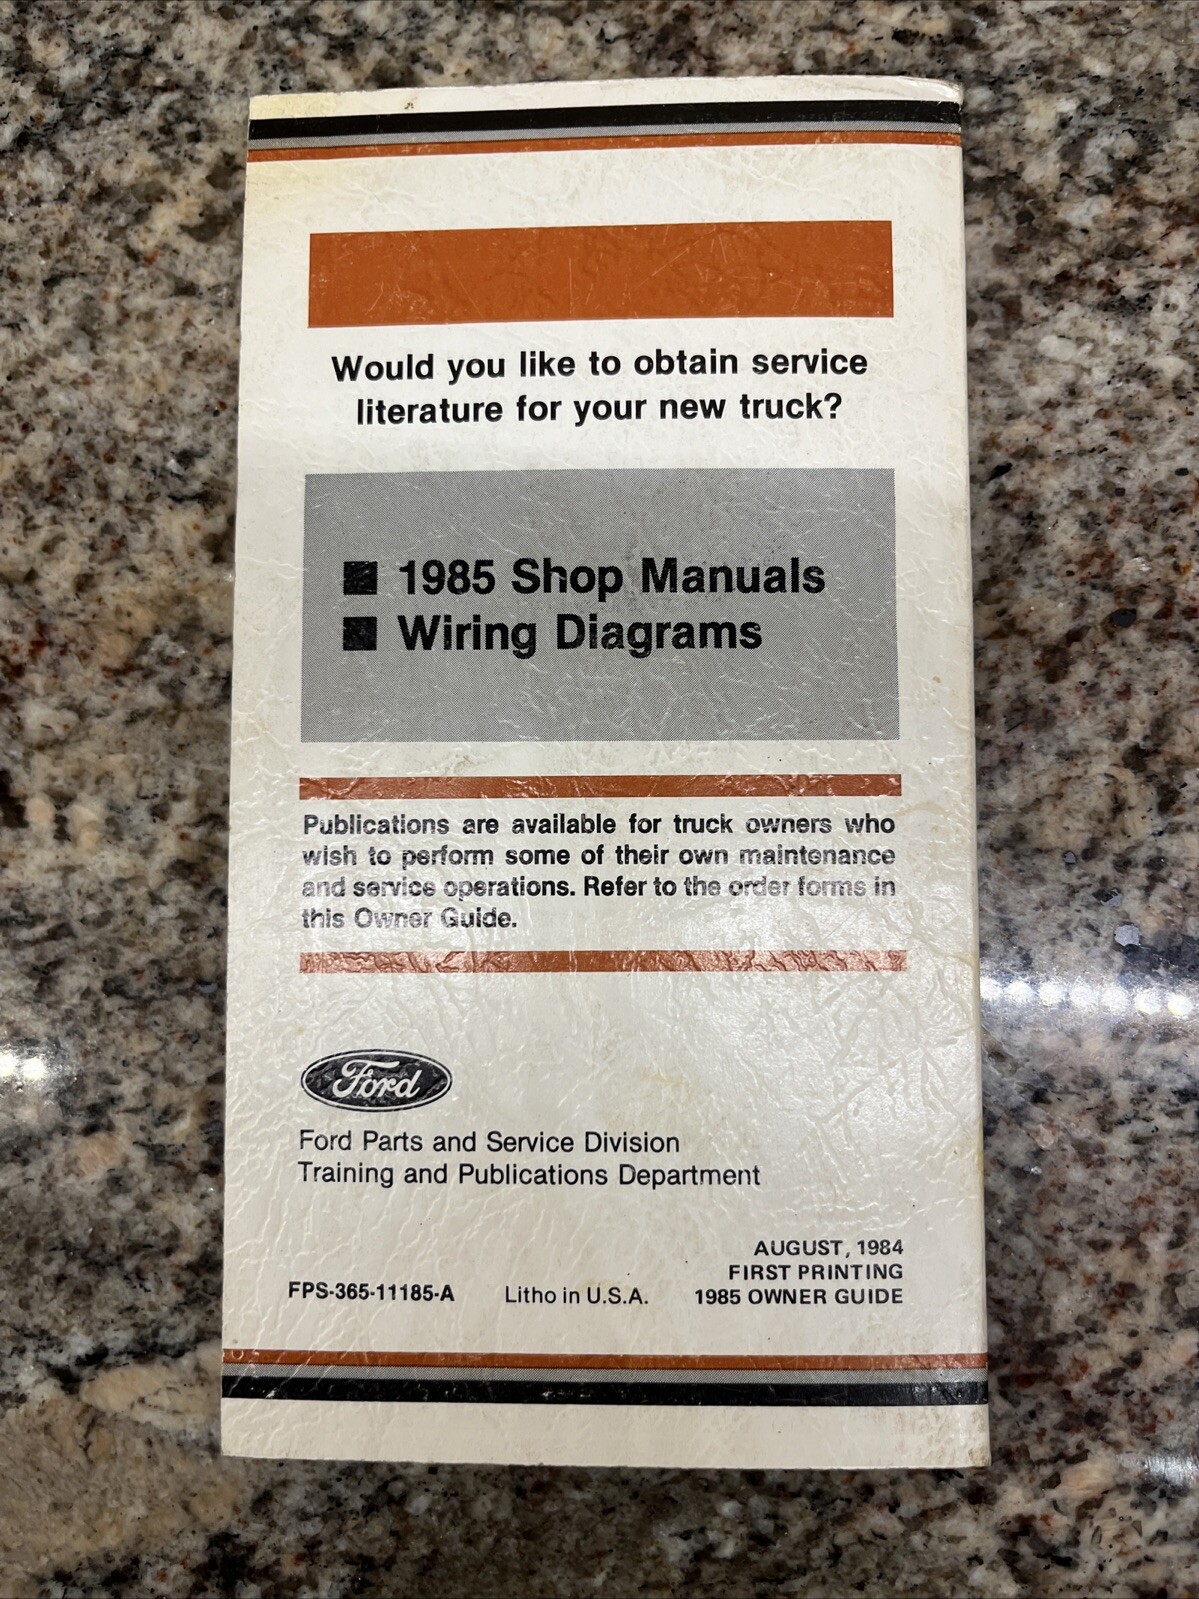 Would you like to obtain service
literature for your new truck?
■ 1985 Shop Manuals
■ Wiring Diagrams
Publications are available for truck owners who
wish to perform some of their own maintenance
and service operations. Refer to the order forms in
this Owner Guide.
Ford
Ford Parts and Service Division
Training and Publications Department
AUGUST, 1984
FIRST PRINTING
FPS-365-11185-A Litho in U.S.A. 1985 OWNER GUIDE